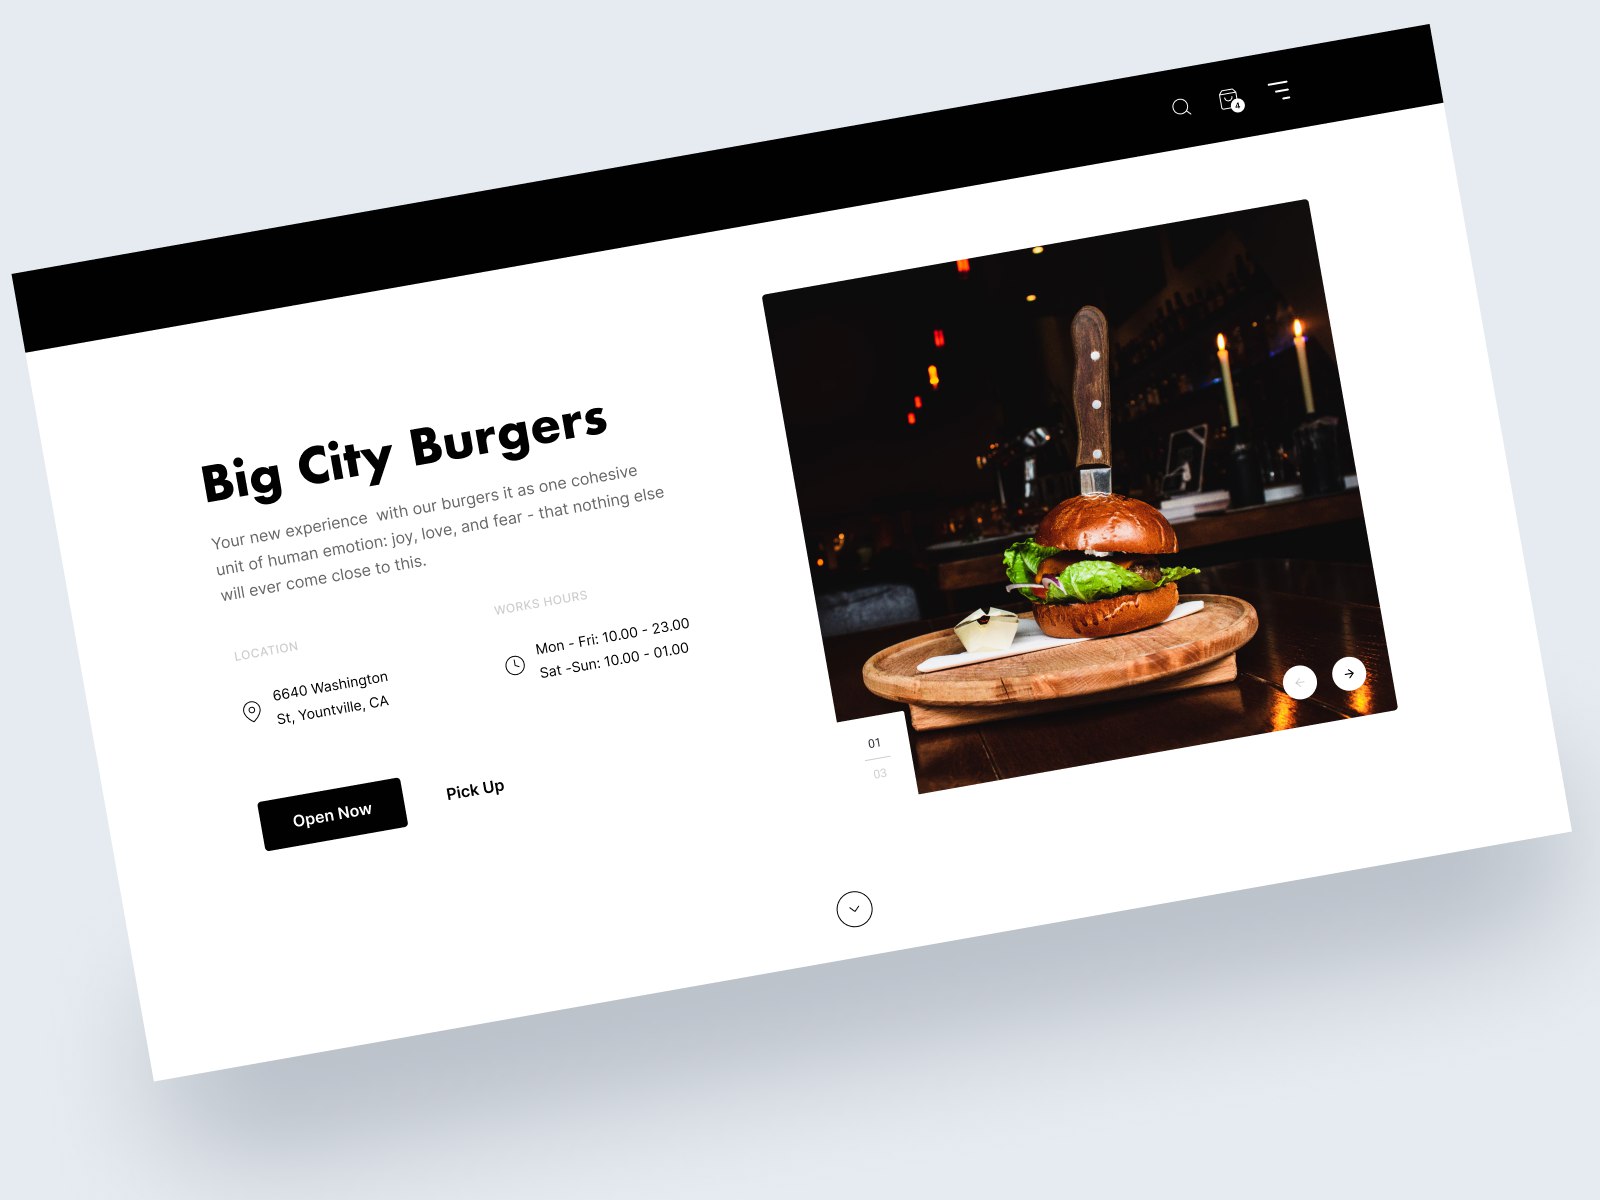 4
Big City Burgers
Your new experience  with our burgers it as one cohesive
unit of human emotion: joy, love, and fear - that nothing else
will ever come close to this.
LOCATION
6640 Washington
St, Yountville, CA
WORKS HOURS
Mon - Fri: 10.00 - 23.00
Sat -Sun: 10.00 - 01.00
Open Now
Pick Up
01
03